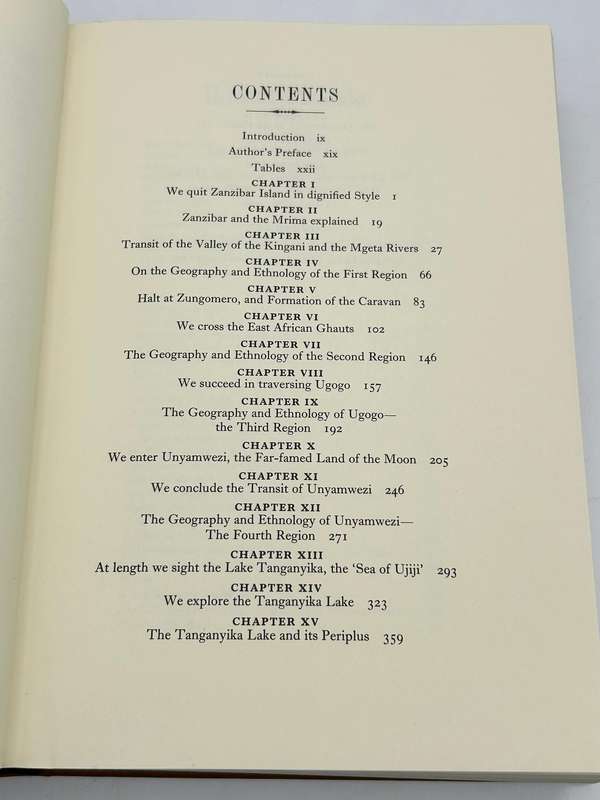 CONTENTS
Introduction ix
Author's Preface xix
Tables xxii
CHAPTER I
We quit Zanzibar Island in dignified Style 1
CHAPTER II
Zanzibar and the Mrima explained 19
CHAPTER III
Transit of the Valley of the Kingani and the Mgeta Rivers 27
CHAPTER IV
On the Geography and Ethnology of the First Region 66
CHAPTER V
Halt at Zungomero, and Formation of the Caravan 83
CHAPTER VI
We cross the East African Ghauts 102
CHAPTER VII
The Geography and Ethnology of the Second Region 146
CHAPTER VIII
We succeed in traversing Ugogo 157
CHAPTER IX
The Geography and Ethnology of Ugogo—
the Third Region 192
CHAPTER X
We enter Unyamwezi, the Far-famed Land of the Moon 205
CHAPTER XI
We conclude the Transit of Unyamwezi 246
CHAPTER XII
The Geography and Ethnology of Unyamwezi—
The Fourth Region 271
CHAPTER XIII
At length we sight the Lake Tanganyika, the 'Sea of Ujiji' 293
CHAPTER XIV
We explore the Tanganyika Lake 323
CHAPTER XV
The Tanganyika Lake and its Periplus 359